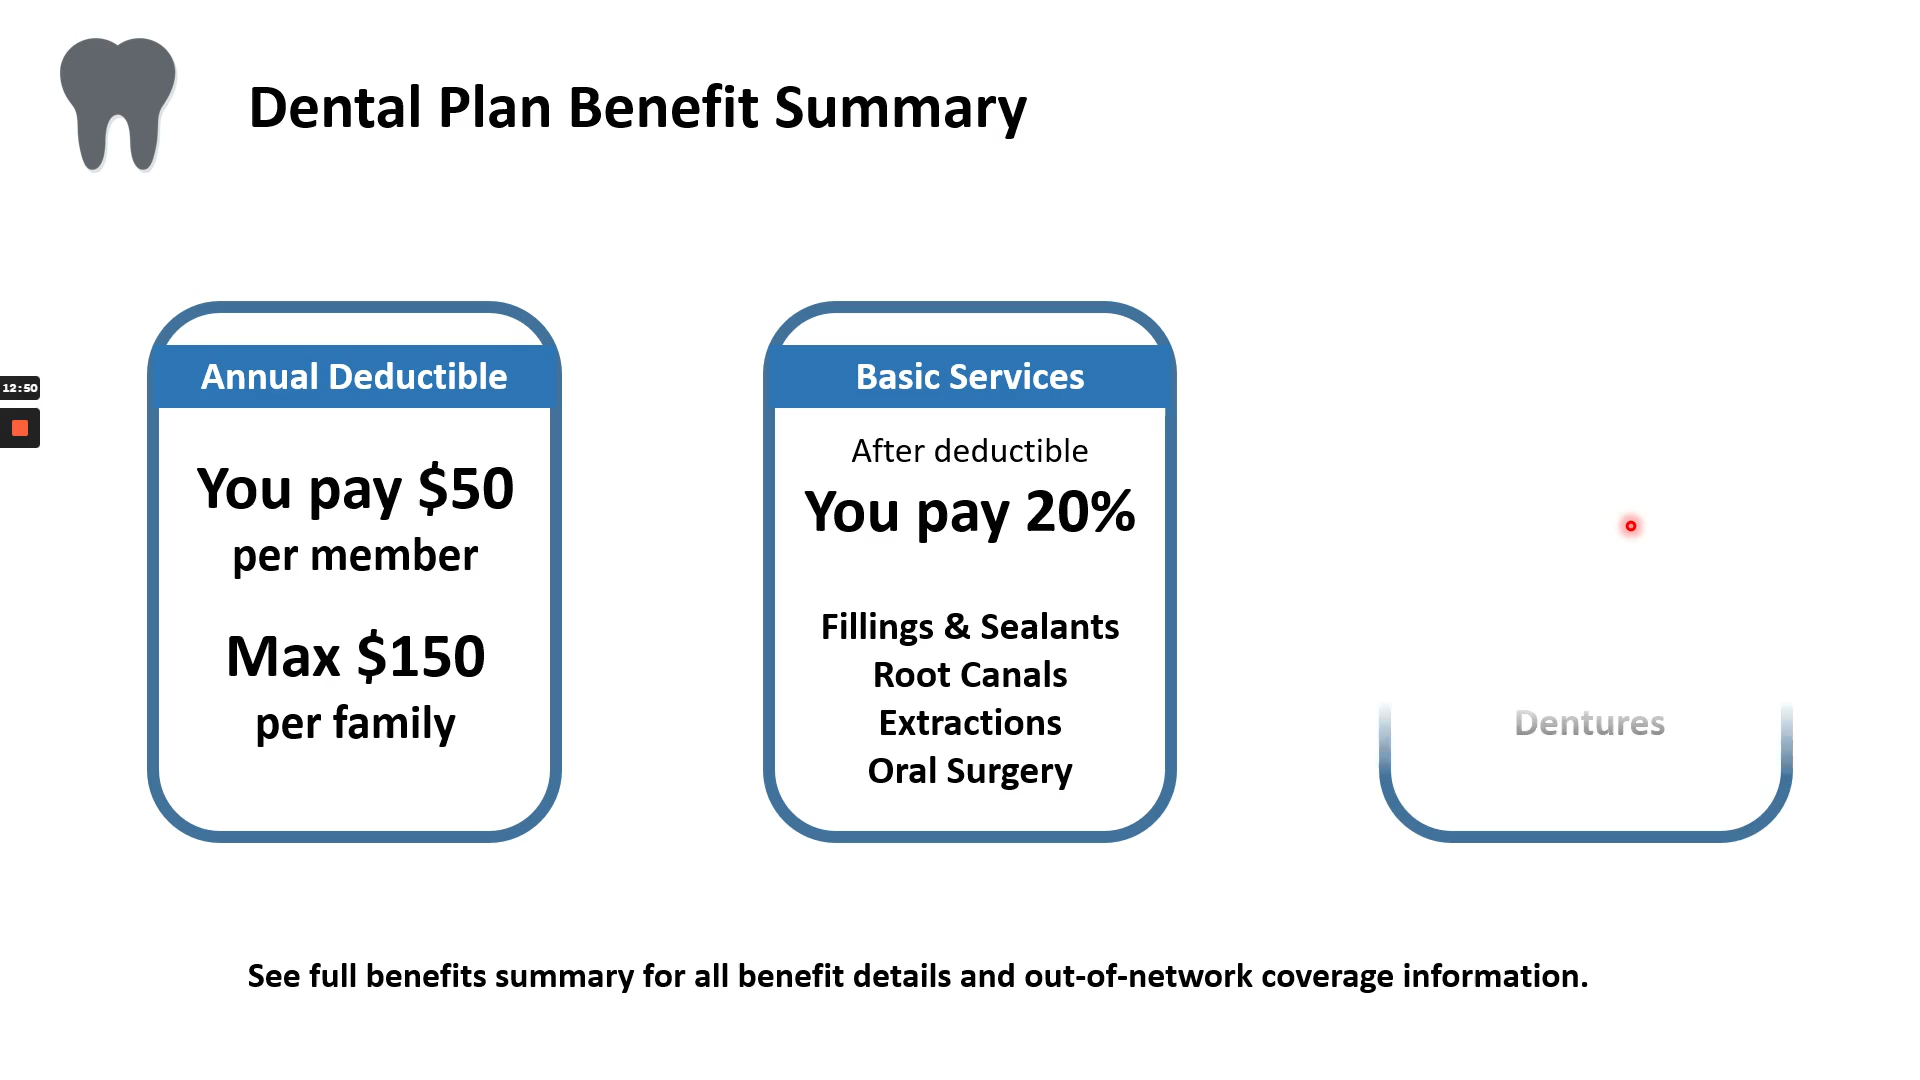 Dental Plan Benefit Summary
12:50
Annual Deductible
You pay $50
per member
Max $150
per family
Basic Services
After deductible
You pay 20%
Fillings & Sealants
Root Canals
Extractions
Oral Surgery
Dentures
See full benefits summary for all benefit details and out-of-network coverage information.